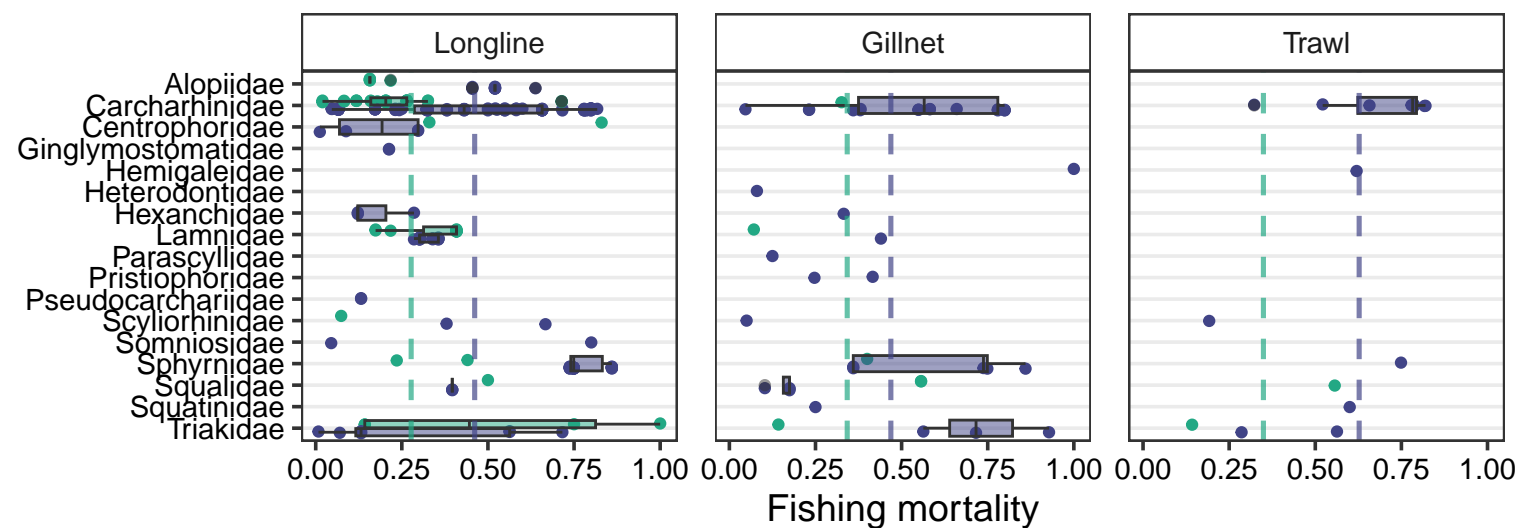 Longline Gillnet Trawl
Alopiidae
Carcharhinidae
Centrophoridae
Ginglymostomatidae
Hemigaleidae
Heterodontidae
Hexanchidae
Lamnidae
Parascyllidae
Pristiophoridae
Pseudocarchariidae
Scyliorhinidae
Somniosidae
Sphyrnidae
Squalidae
Squatinidae
Triakidae
0.00 0.25 0.50 0.75 1.00 0.00 0.25 0.50 0.75 1.00 0.00 0.25 0.50 0.75 1.00
Fishing mortality